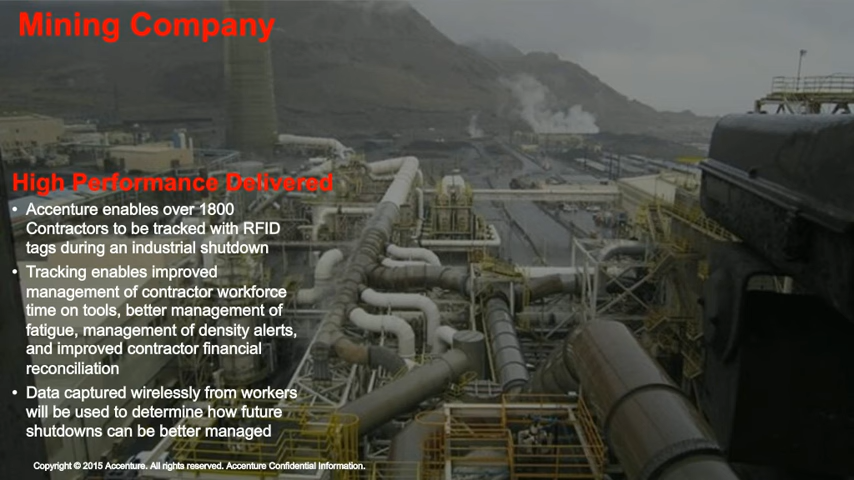 Mining Company
High Performance Delivered
• Accenture enables over 1800
Contractors to be tracked with RFID
tags during an industrial shutdown
• Tracking enables improved
management of contractor workforce
time on tools, better management of
fatigue, management of density alerts,
and improved contractor financial
reconciliation
• Data captured wirelessly from workers
will be used to determine how future
shutdowns can be better managed
Copyright © 2015 Accenture. All rights reserved. Accenture Confidential Information.